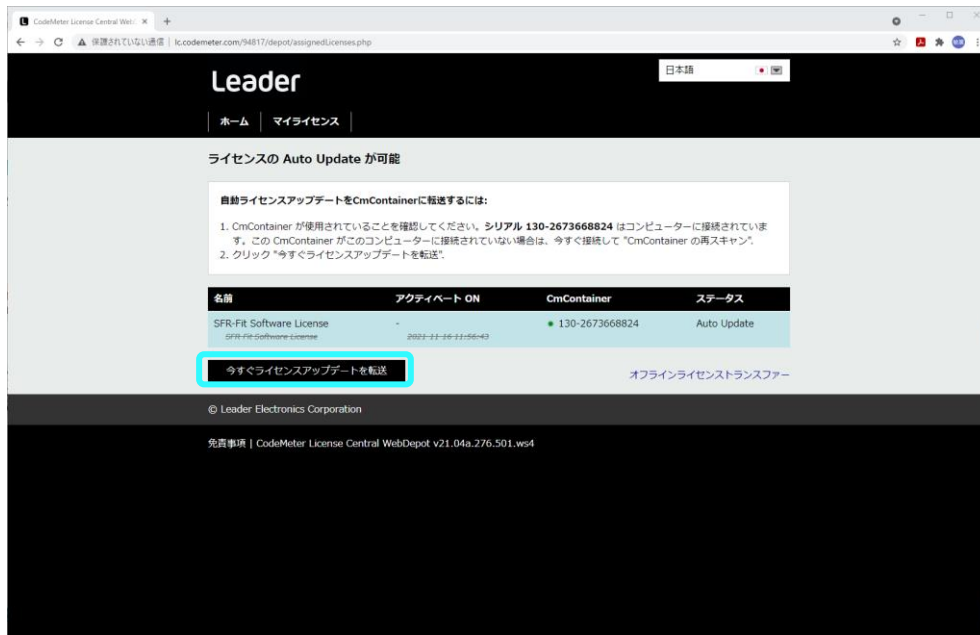 CodeMeter License Central Web
保護されていない通信 | lc.codemeter.com/94817/depot/assignedLicenses.php
Leader
日本語
ホーム
マイライセンス
ライセンスの Auto Update が可能
自動ライセンスアップデートをCmContainerに転送するには:
1. CmContainer が使用されていることを確認してください。シリアル 130-2673668824 はコンピューターに接続されていま
す。この CmContainer がこのコンピューターに接続されていない場合は、今すぐ接続して "CmContainer の再スキャン".
2. クリック "今すぐライセンスアップデートを転送".
名前 アクティベート ON CmContainer ステータス
SFR-Fit Software License - 130-2673668824 Auto Update
SFR-Fit Software License 2021-11-16 11:56:43
今すぐライセンスアップデートを転送
オフラインライセンストランスファー
© Leader Electronics Corporation
免責事項 | CodeMeter License Central WebDepot v21.04a.276.501.ws4